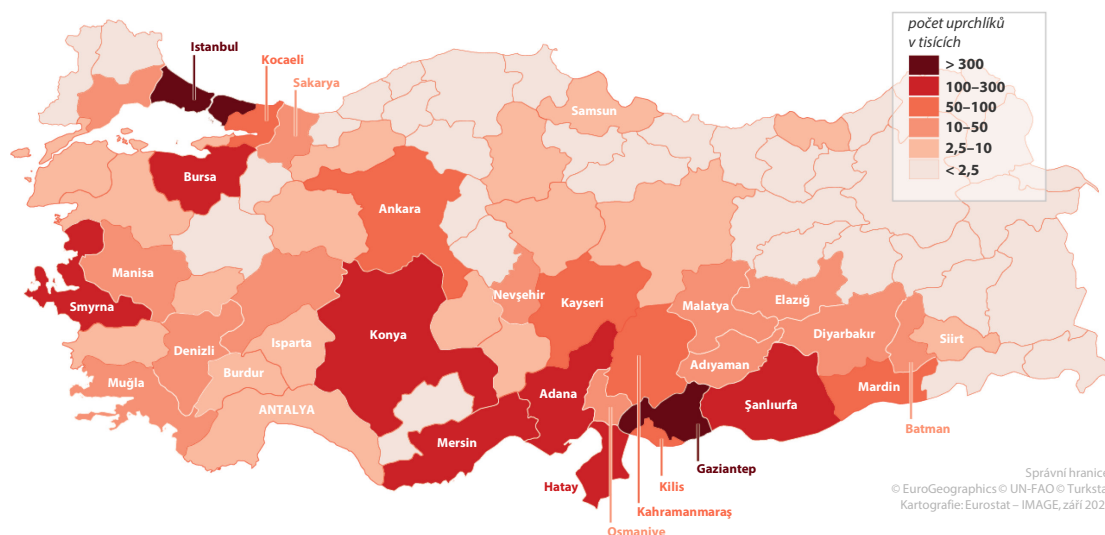 počet uprchlíků
v tisících
> 300
100–300
50–100
10–50
2,5–10
< 2,5
Istanbul
Kocaeli
Sakarya
Samsun
Bursa
Ankara
Manisa
Nevşehir
Kayseri
Malatya
Elazığ
Smyrna
Konya
Diyarbakır
Siirt
Isparta
Denizli
Adıyaman
Burdur
Muğla
Mardin
Adana
Şanlıurfa
ANTALYA
Batman
Mersin
Gaziantep
Hatay
Kilis
Kahramanmaraş
Osmaniye
Správní hranice
© EuroGeographics © UN-FAO © Turkstat
Kartografie: Eurostat – IMAGE, září 202